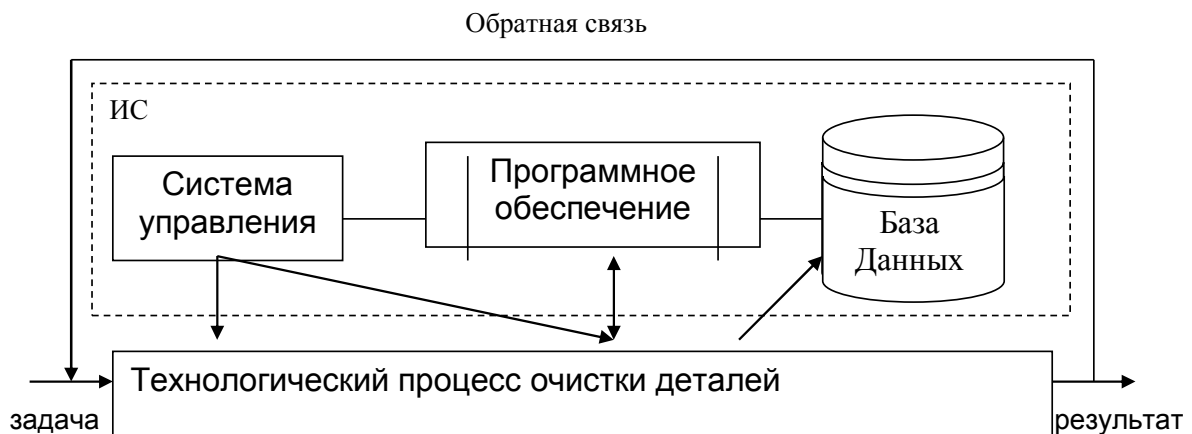 Обратная связь
ИС
Система
управления
Программное
обеспечение
База
Данных
Технологический процесс очистки деталей
задача
результат